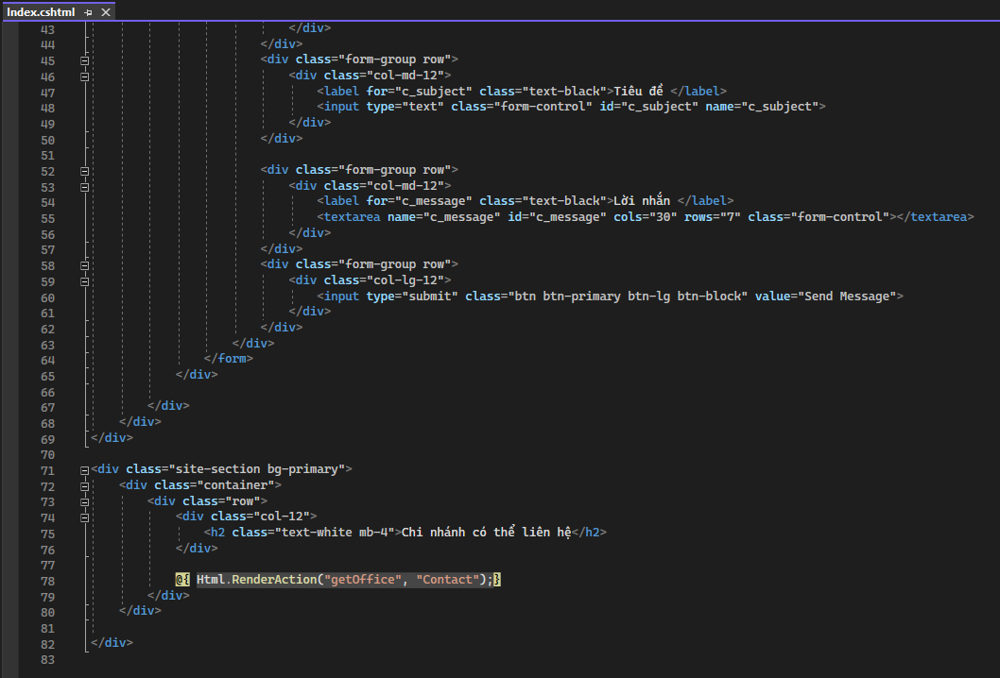 Index.cshtml
43 </div>
44 </div>
45 <div class="form-group row">
46 <div class="col-md-12">
47 <label for="c_subject" class="text-black">Tiêu đề </label>
48 <input type="text" class="form-control" id="c_subject" name="c_subject">
49 </div>
50 </div>
51
52 <div class="form-group row">
53 <div class="col-md-12">
54 <label for="c_message" class="text-black">Lời nhắn </label>
55 <textarea name="c_message" id="c_message" cols="30" rows="7" class="form-control"></textarea>
56 </div>
57 </div>
58 <div class="form-group row">
59 <div class="col-lg-12">
60 <input type="submit" class="btn btn-primary btn-lg btn-block" value="Send Message">
61 </div>
62 </div>
63 </div>
64 </form>
65 </div>
66
67 </div>
68 </div>
69 </div>
70
71 <div class="site-section bg-primary">
72 <div class="container">
73 <div class="row">
74 <div class="col-12">
75 <h2 class="text-white mb-4">Chi nhánh có thể liên hệ</h2>
76 </div>
77
78 @{ Html.RenderAction("getOffice", "Contact");}
79 </div>
80 </div>
81
82 </div>
83